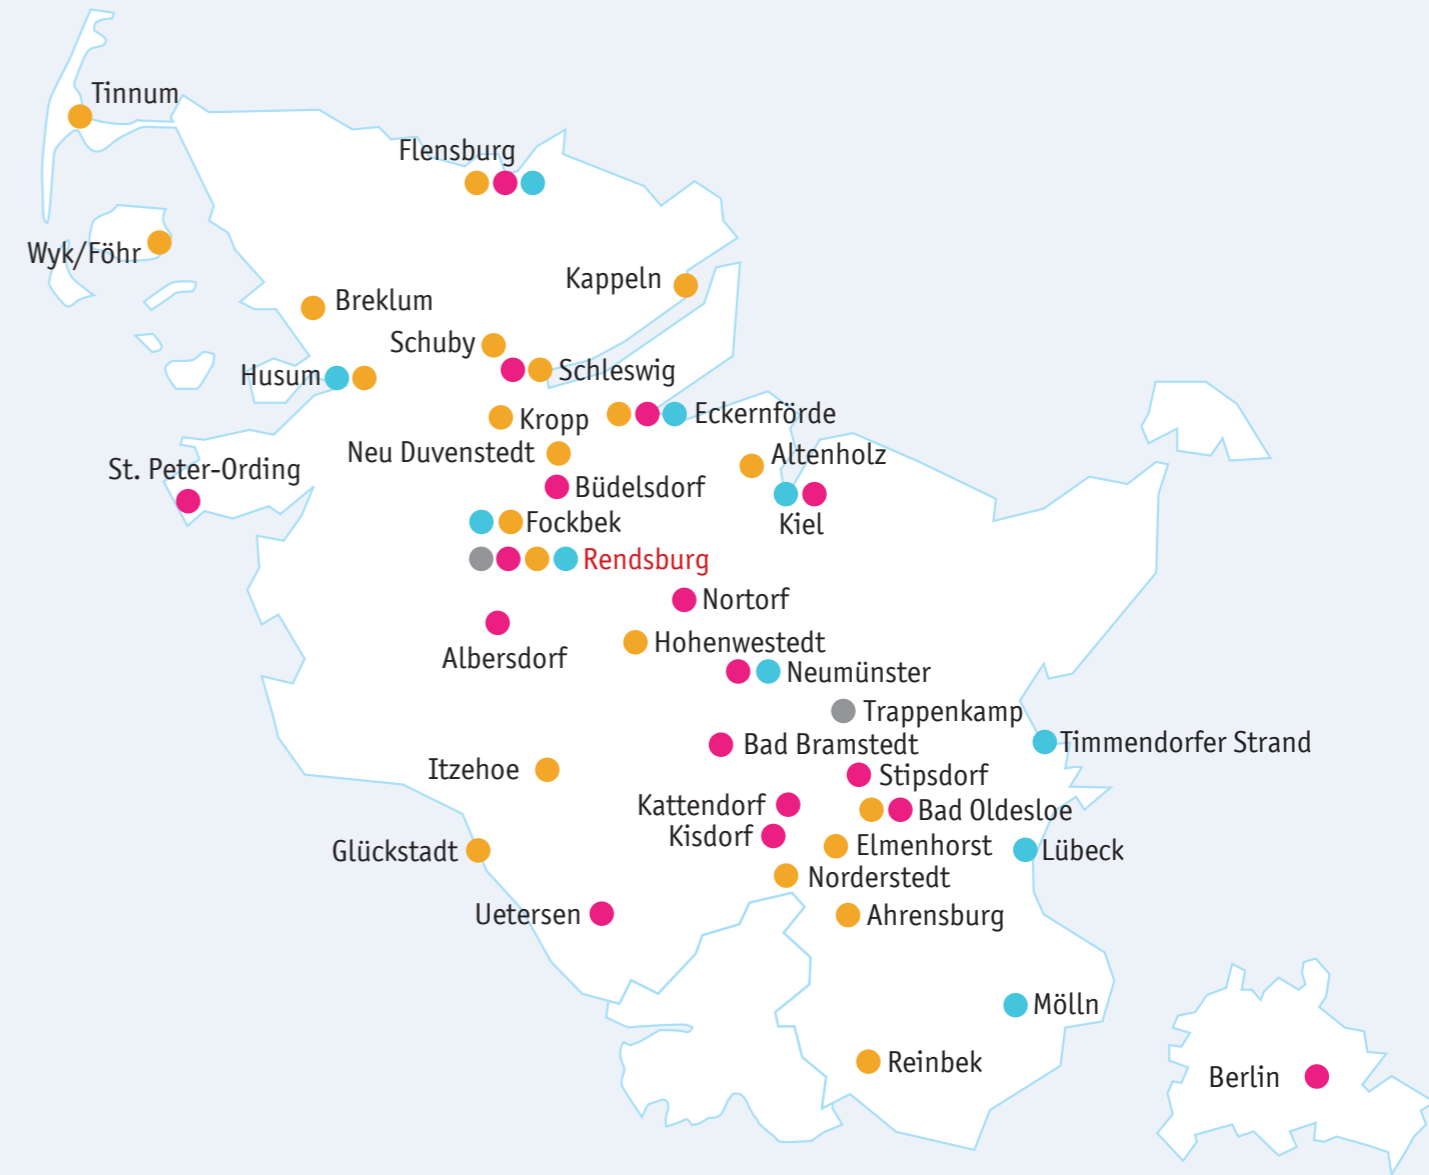 Tinnum
Flensburg
Wyk/Föhr
Kappeln
Breklum
Schuby
Schleswig
Husum
Eckernförde
Kropp
Neu Duvenstedt
Altenholz
St. Peter-Ording
Büdelsdorf
Kiel
Fockbek
Rendsburg
Nortorf
Hohenwestedt
Albersdorf
Neumünster
Trappenkamp
Timmendorfer Strand
Bad Bramstedt
Itzehoe
Stipsdorf
Kattendorf
Bad Oldesloe
Kisdorf
Elmenhorst
Lübeck
Glückstadt
Norderstedt
Uetersen
Ahrensburg
Mölln
Reinbek
Berlin